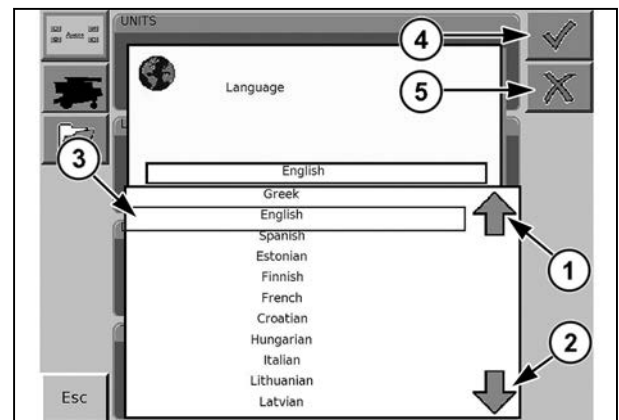 UNITS
4
Language
5
3
English
Greek
English
Spanish
Estonian
Finnish
French
Croatian
Hungarian
Italian
Lithuanian
Latvian
1
2
Esc